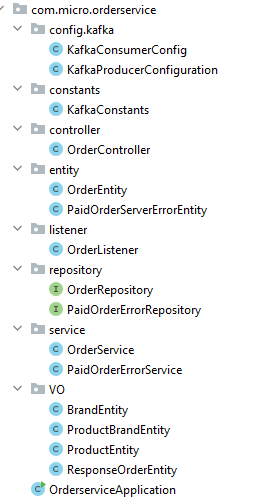 com.micro.orderservice
config.kafka
KafkaConsumerConfig
KafkaProducerConfiguration
constants
KafkaConstants
controller
OrderController
entity
OrderEntity
PaidOrderServerErrorEntity
listener
OrderListener
repository
OrderRepository
PaidOrderErrorRepository
service
OrderService
PaidOrderErrorService
VO
BrandEntity
ProductBrandEntity
ProductEntity
ResponseOrderEntity
OrderserviceApplication